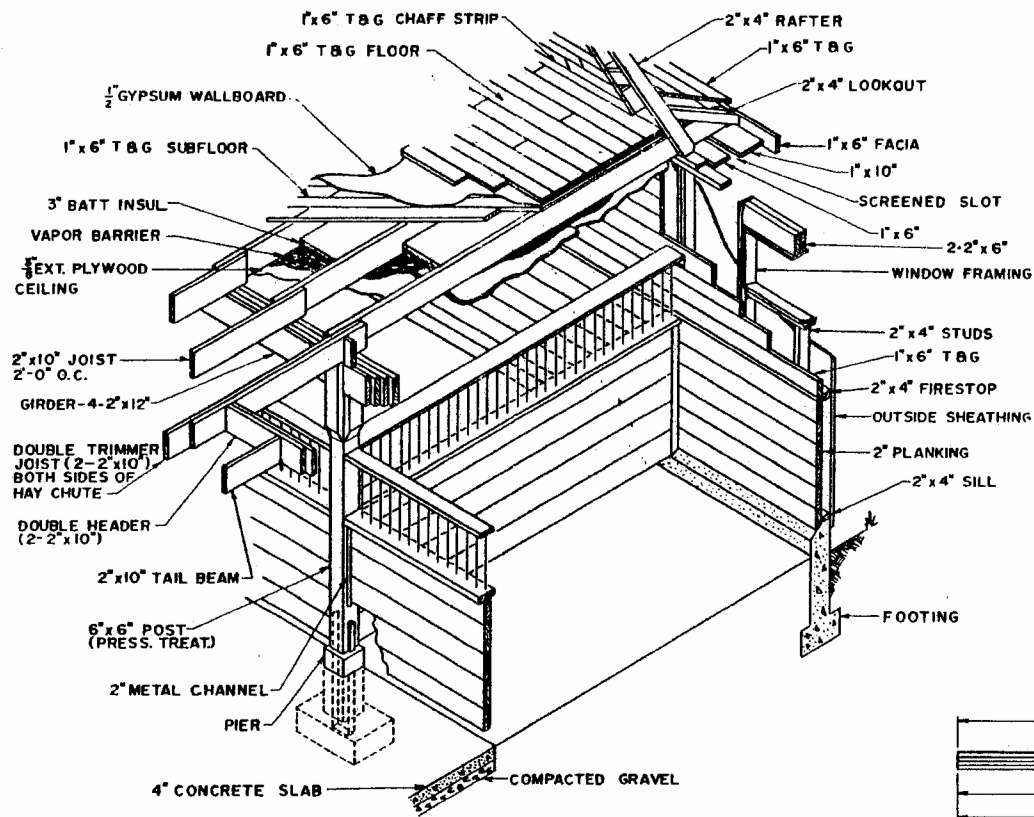 1"x6" T&G CHAFF STRIP
1"x6" T&G FLOOR
1/2" GYPSUM WALLBOARD
1"x6" T&G SUBFLOOR
3" BATT INSUL.
VAPOR BARRIER
3/8" EXT. PLYWOOD
CEILING
2"x10" JOIST
2'-0" O.C.
GIRDER-4-2"x12"
DOUBLE TRIMMER
JOIST (2-2"x10")
BOTH SIDES OF
HAY CHUTE
DOUBLE HEADER
(2-2"x10")
2"x10" TAIL BEAM
6"x6" POST
(PRESS. TREAT.)
2" METAL CHANNEL
PIER
4" CONCRETE SLAB
COMPACTED GRAVEL
2"x4" RAFTER
1"x6" T&G
2"x4" LOOKOUT
1"x6" FACIA
1"x10"
SCREENED SLOT
1"x6"
2-2"x6"
WINDOW FRAMING
2"x4" STUDS
1"x6" T&G
2"x4" FIRESTOP
OUTSIDE SHEATHING
2" PLANKING
2"x4" SILL
FOOTING